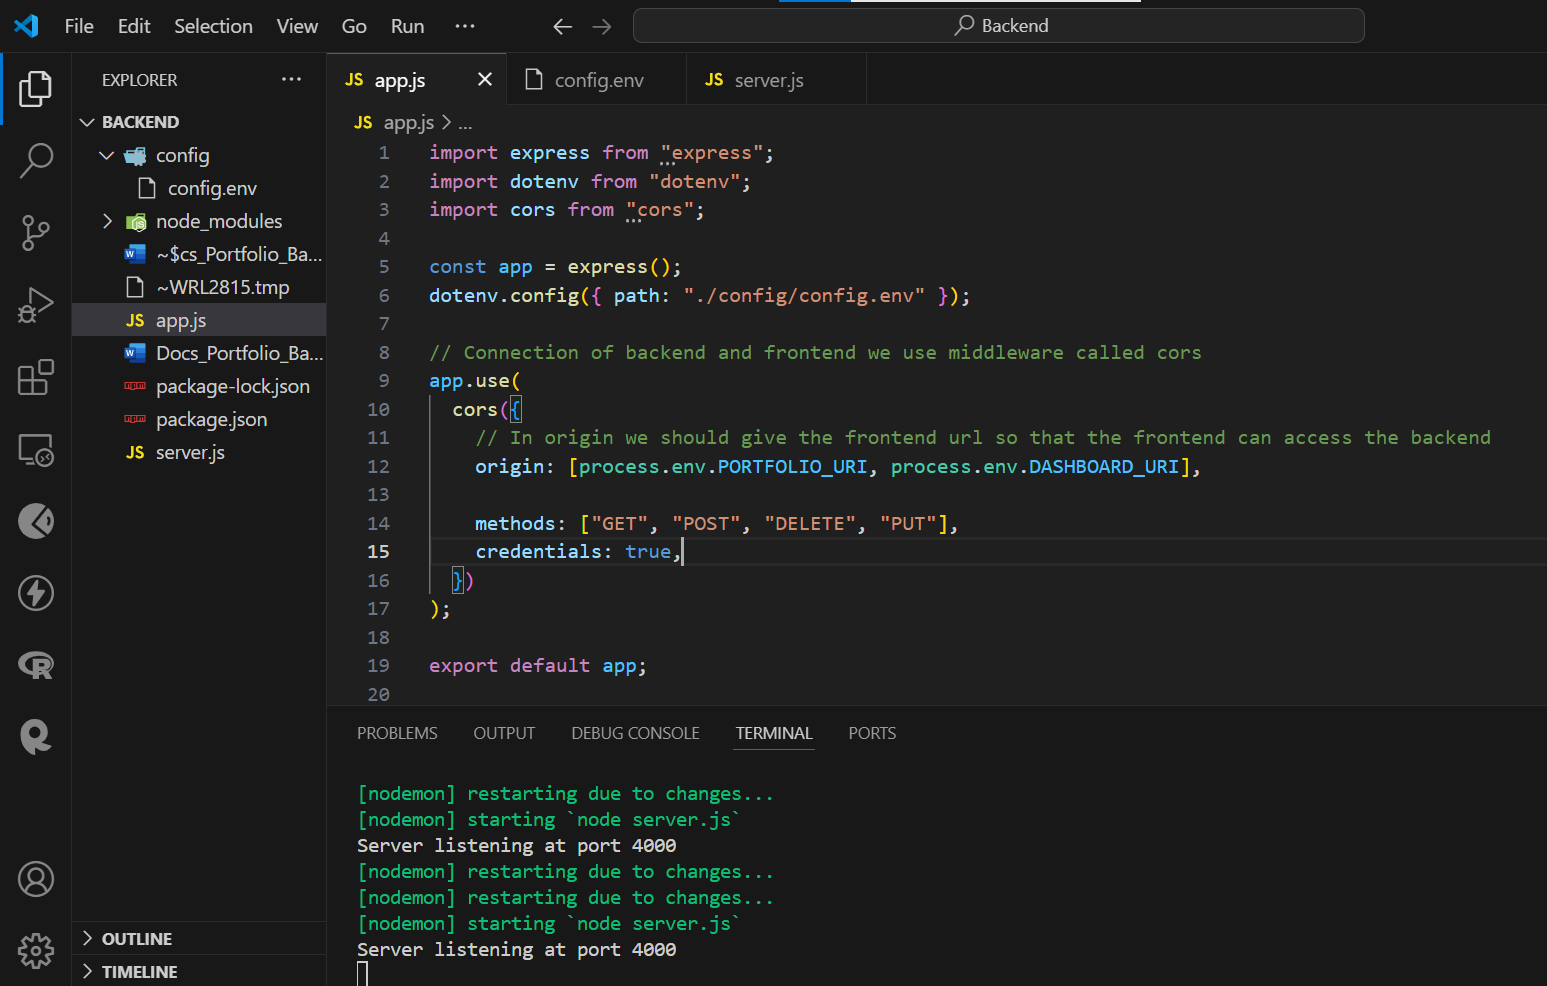 File Edit Selection View Go Run ···
Backend
EXPLORER ···
BACKEND
config
config.env
node_modules
~$cs_Portfolio_Ba...
~WRL2815.tmp
JS app.js
Docs_Portfolio_Ba...
package-lock.json
package.json
JS server.js
OUTLINE
TIMELINE
JS app.js
config.env
JS server.js
JS app.js > ...
1 import express from "express";
2 import dotenv from "dotenv";
3 import cors from "cors";
4
5 const app = express();
6 dotenv.config({ path: "./config/config.env" });
7
8 // Connection of backend and frontend we use middleware called cors
9 app.use(
10 cors({
11 // In origin we should give the frontend url so that the frontend can access the backend
12 origin: [process.env.PORTFOLIO_URI, process.env.DASHBOARD_URI],
13
14 methods: ["GET", "POST", "DELETE", "PUT"],
15 credentials: true,
16 })
17 );
18
19 export default app;
20
PROBLEMS OUTPUT DEBUG CONSOLE TERMINAL PORTS
[nodemon] restarting due to changes...
[nodemon] starting `node server.js`
Server listening at port 4000
[nodemon] restarting due to changes...
[nodemon] restarting due to changes...
[nodemon] starting `node server.js`
Server listening at port 4000